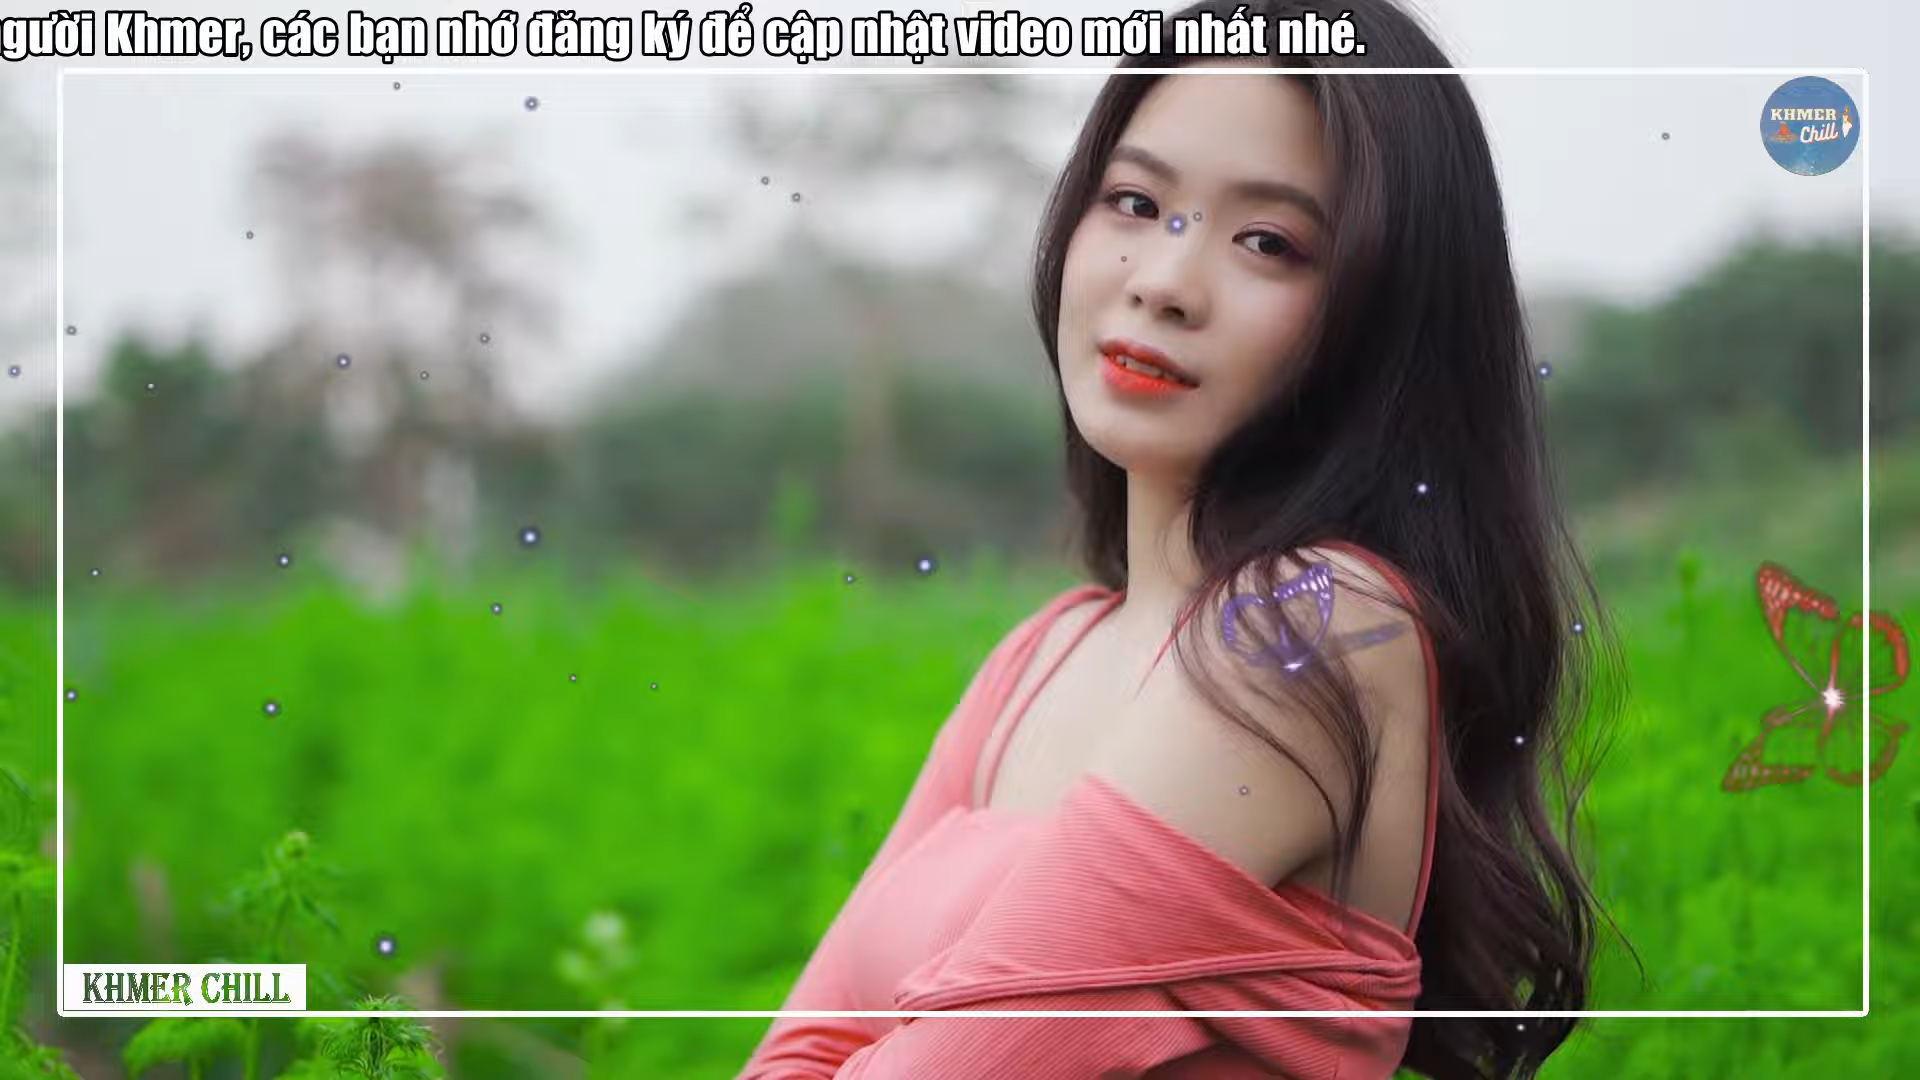 gười Khmer, các bạn nhớ đăng ký để cập nhật video mới nhất nhé.
KHMER
Chill
KHMER CHILL